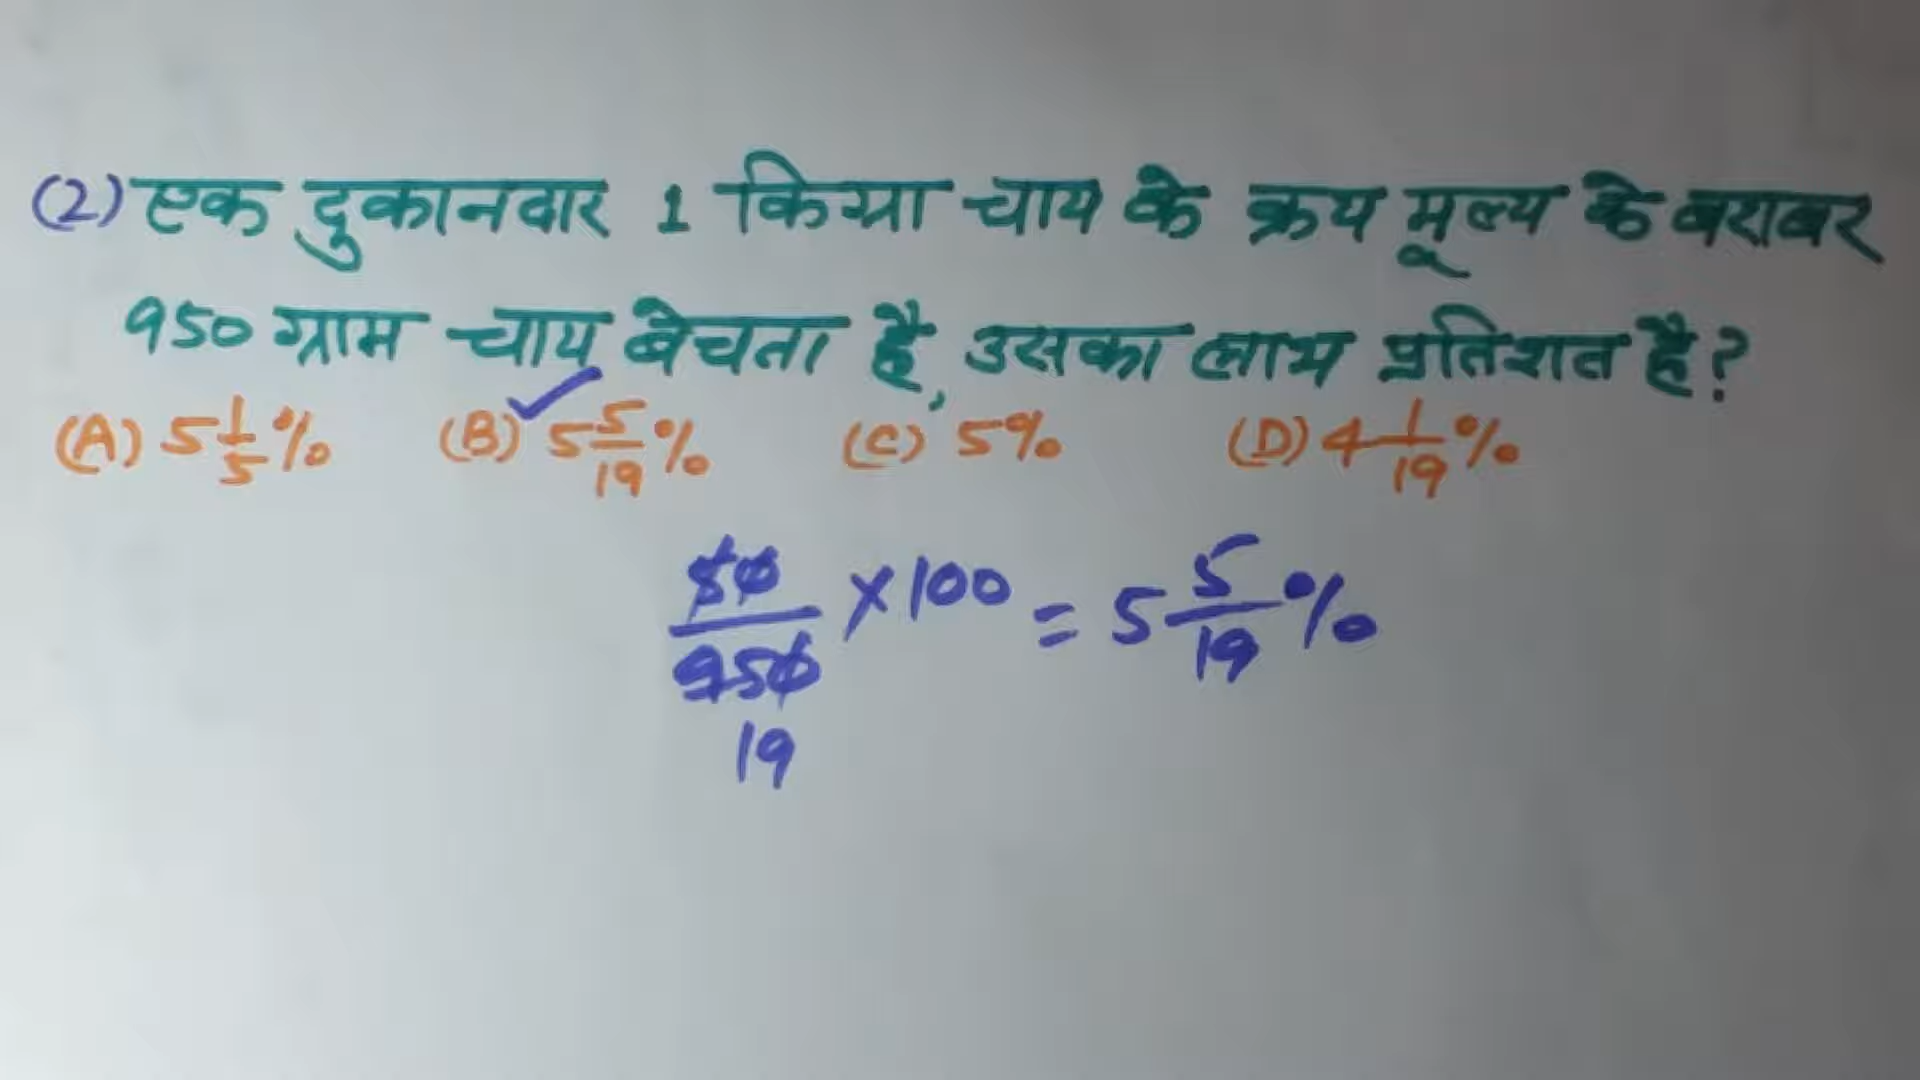 (2) एक दुकानदार 1 किग्रा चाय के क्रय मूल्य के बराबर
950 ग्राम चाय बेचता है, उसका लाभ प्रतिशत है?
(A) 5 1/5 % (B) ✓ 5 5/19 % (C) 5% (D) 4 1/19 %
50/950 × 100 = 5 5/19 %
19